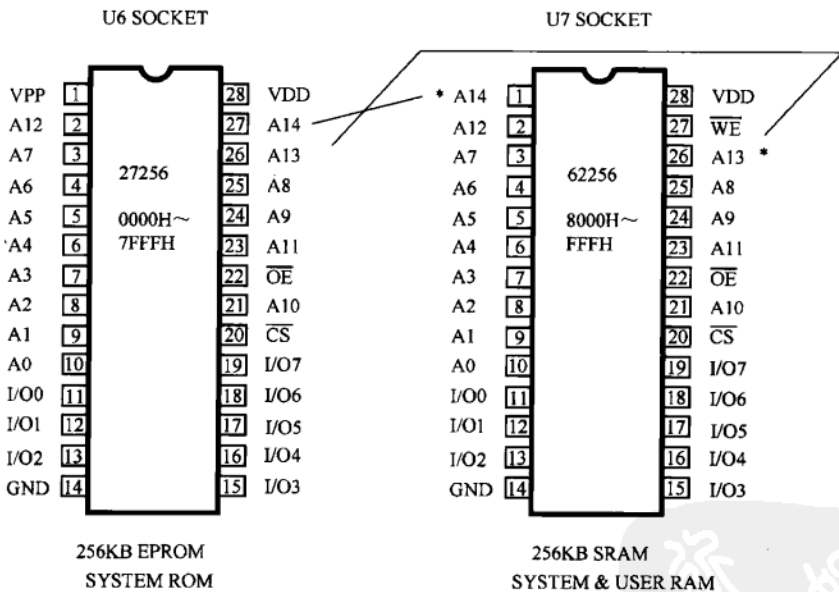 U6 SOCKET
VPP 1 28 VDD
A12 2 27 A14
A7 3 26 A13
A6 4 25 A8
A5 5 24 A9
A4 6 23 A11
A3 7 22 OE
A2 8 21 A10
A1 9 20 CS
A0 10 19 I/O7
I/O0 11 18 I/O6
I/O1 12 17 I/O5
I/O2 13 16 I/O4
GND 14 15 I/O3
27256
0000H~
7FFFH
256KB EPROM
SYSTEM ROM
U7 SOCKET
* A14 1 28 VDD
A12 2 27 WE
A7 3 26 A13 *
A6 4 25 A8
A5 5 24 A9
A4 6 23 A11
A3 7 22 OE
A2 8 21 A10
A1 9 20 CS
A0 10 19 I/O7
I/O0 11 18 I/O6
I/O1 12 17 I/O5
I/O2 13 16 I/O4
GND 14 15 I/O3
62256
8000H~
FFFH
256KB SRAM
SYSTEM & USER RAM